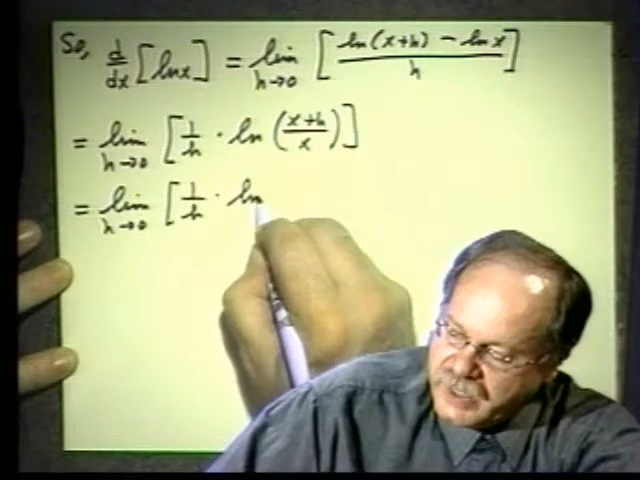 So, d/dx [ln x] = lim h→0 [ln(x+h) - ln x / h]
= lim h→0 [1/h · ln (x+h/x)]
= lim h→0 [1/h · ln